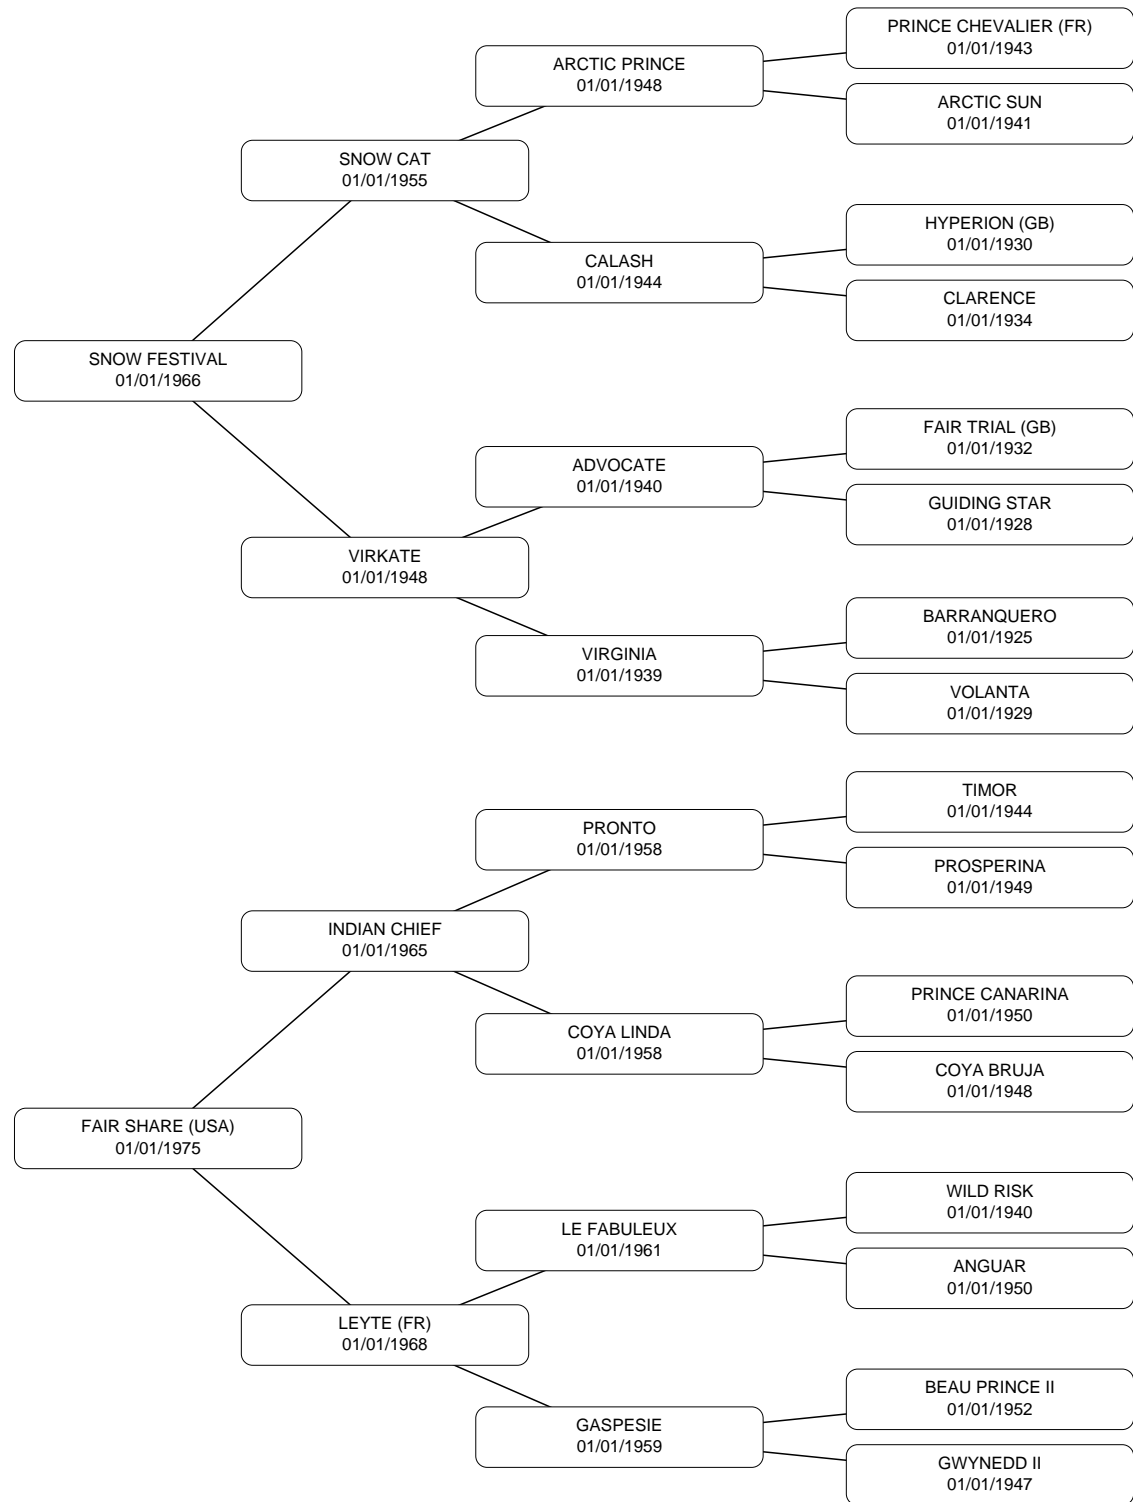 PRINCE CHEVALIER (FR)
01/01/1943
ARCTIC PRINCE
01/01/1948
ARCTIC SUN
01/01/1941
SNOW CAT
01/01/1955
HYPERION (GB)
01/01/1930
CALASH
01/01/1944
CLARENCE
01/01/1934
SNOW FESTIVAL
01/01/1966
FAIR TRIAL (GB)
01/01/1932
ADVOCATE
01/01/1940
GUIDING STAR
01/01/1928
VIRKATE
01/01/1948
BARRANQUERO
01/01/1925
VIRGINIA
01/01/1939
VOLANTA
01/01/1929
TIMOR
01/01/1944
PRONTO
01/01/1958
PROSPERINA
01/01/1949
INDIAN CHIEF
01/01/1965
PRINCE CANARINA
01/01/1950
COYA LINDA
01/01/1958
COYA BRUJA
01/01/1948
FAIR SHARE (USA)
01/01/1975
WILD RISK
01/01/1940
LE FABULEUX
01/01/1961
ANGUAR
01/01/1950
LEYTE (FR)
01/01/1968
BEAU PRINCE II
01/01/1952
GASPESIE
01/01/1959
GWYNEDD II
01/01/1947